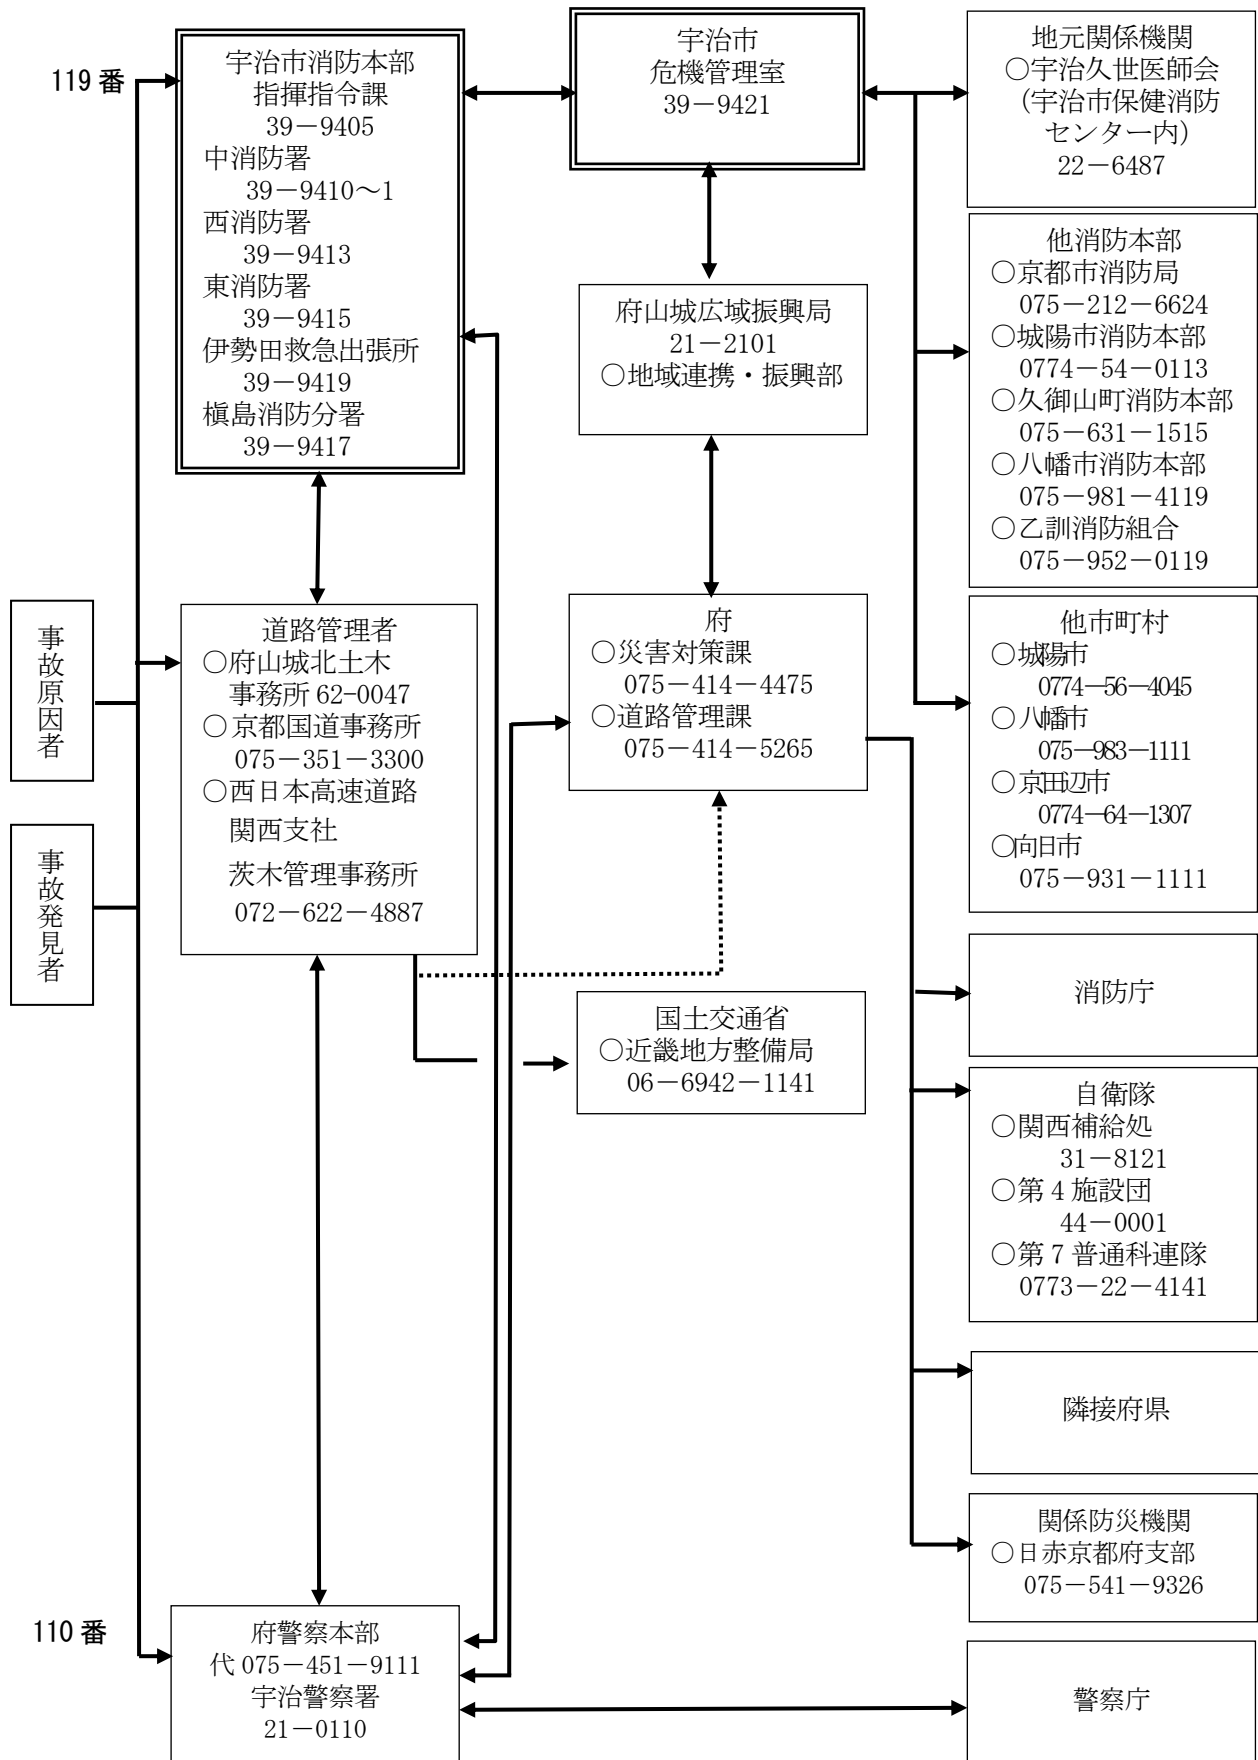 119 番
宇治市消防本部
指揮指令課
39－9405
中消防署
39－9410～1
西消防署
39－9413
東消防署
39－9415
伊勢田救急出張所
39－9419
槇島消防分署
39－9417
宇治市
危機管理室
39－9421
地元関係機関
○宇治久世医師会
（宇治市保健消防
センター内）
22－6487
他消防本部
○京都市消防局
075－212－6624
○城陽市消防本部
0774－54－0113
○久御山町消防本部
075－631－1515
○八幡市消防本部
075－981－4119
○乙訓消防組合
075－952－0119
府山城広域振興局
21－2101
○地域連携・振興部
事故原因者
事故発見者
道路管理者
○府山城北土木
事務所 62-0047
○京都国道事務所
075－351－3300
○西日本高速道路
関西支社
茨木管理事務所
072－622－4887
府
○災害対策課
075－414－4475
○道路管理課
075－414－5265
他市町村
○城陽市
0774－56－4045
○八幡市
075－983－1111
○京田辺市
0774－64－1307
○向日市
075－931－1111
国土交通省
○近畿地方整備局
06－6942－1141
消防庁
自衛隊
○関西補給処
31－8121
○第 4 施設団
44－0001
○第 7 普通科連隊
0773－22－4141
隣接府県
関係防災機関
○日赤京都府支部
075－541－9326
110 番
府警察本部
代 075－451－9111
宇治警察署
21－0110
警察庁